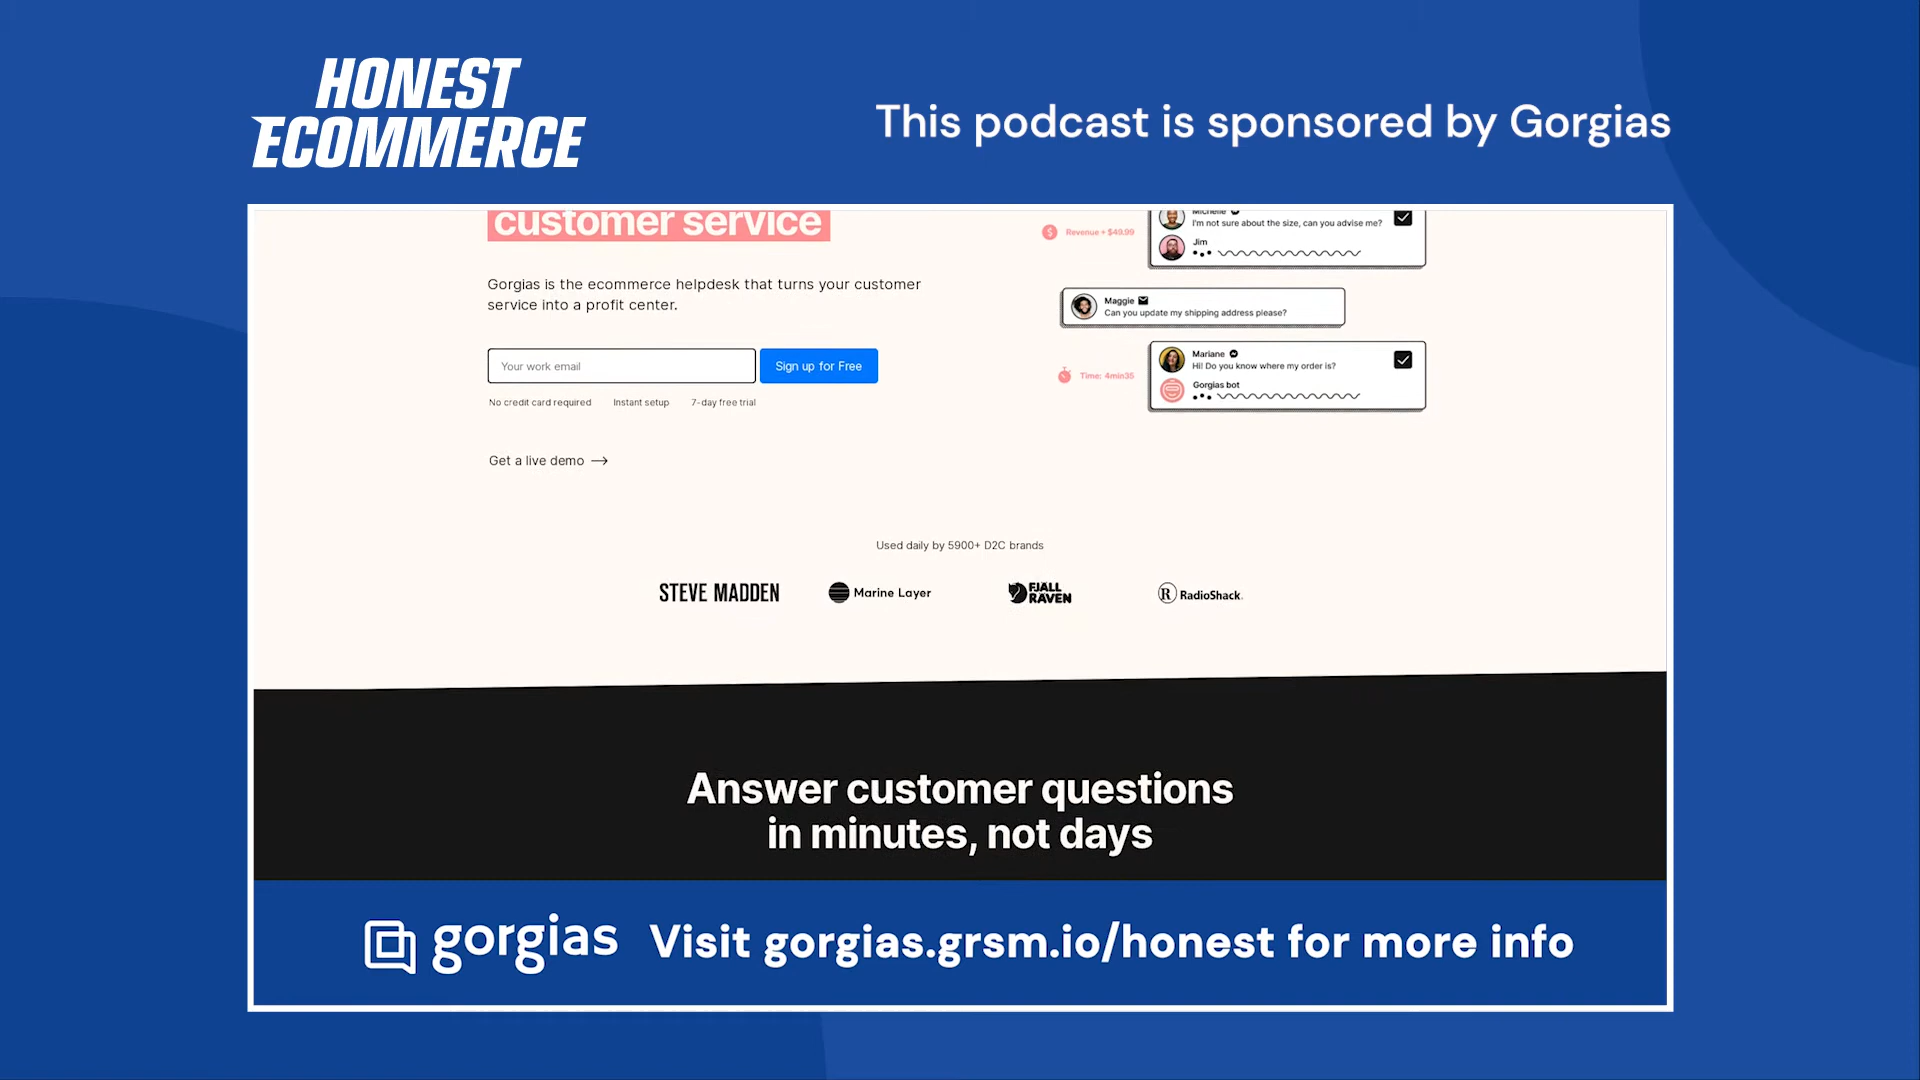 HONEST
ECOMMERCE
This podcast is sponsored by Gorgias
customer service
Gorgias is the ecommerce helpdesk that turns your customer
service into a profit center.
Your work email
Sign up for Free
No credit card required
Instant setup
7-day free trial
Get a live demo
Michelle
I'm not sure about the size, can you advise me?
Revenue + $49.99
Jim
Maggie
Can you update my shipping address please?
Mariane
Hi! Do you know where my order is?
Time: 4min35
Gorgias bot
Used daily by 5900+ D2C brands
STEVE MADDEN
Marine Layer
FJÄLL
RAVEN
R RadioShack.
Answer customer questions
in minutes, not days
gorgias
Visit gorgias.grsm.io/honest for more info